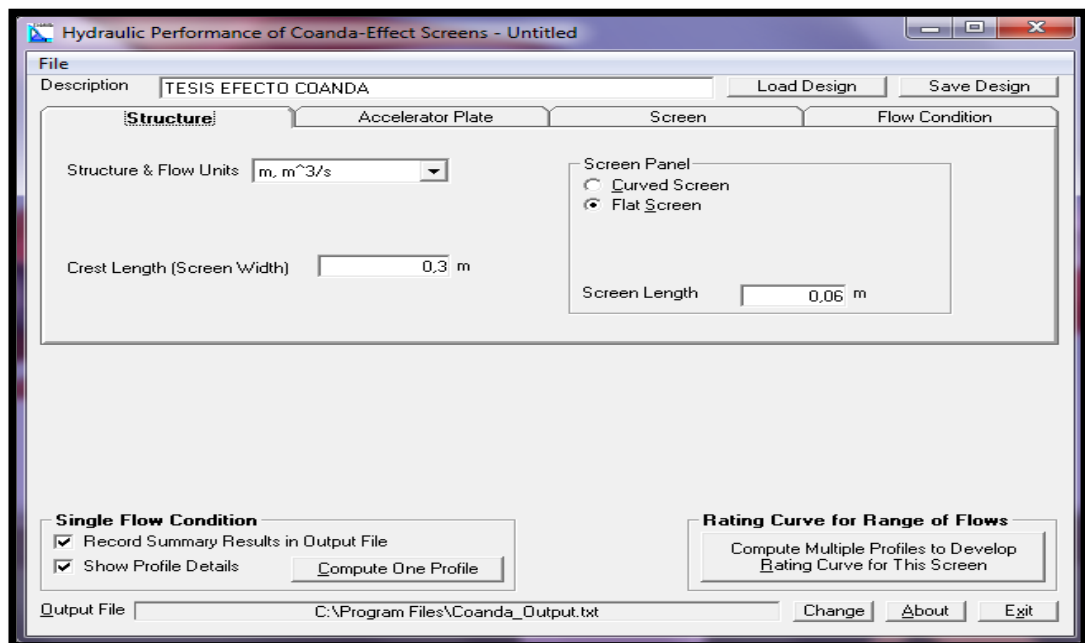 Hydraulic Performance of Coanda-Effect Screens - Untitled
File
Description TESIS EFECTO COANDA Load Design Save Design
Structure Accelerator Plate Screen Flow Condition
Structure & Flow Units m, m^3/s
Screen Panel
Curved Screen
Flat Screen
Crest Length (Screen Width) 0,3 m
Screen Length 0,06 m
Single Flow Condition
Record Summary Results in Output File
Show Profile Details Compute One Profile
Rating Curve for Range of Flows
Compute Multiple Profiles to Develop
Rating Curve for This Screen
Output File C:\Program Files\Coanda_Output.txt Change About Exit